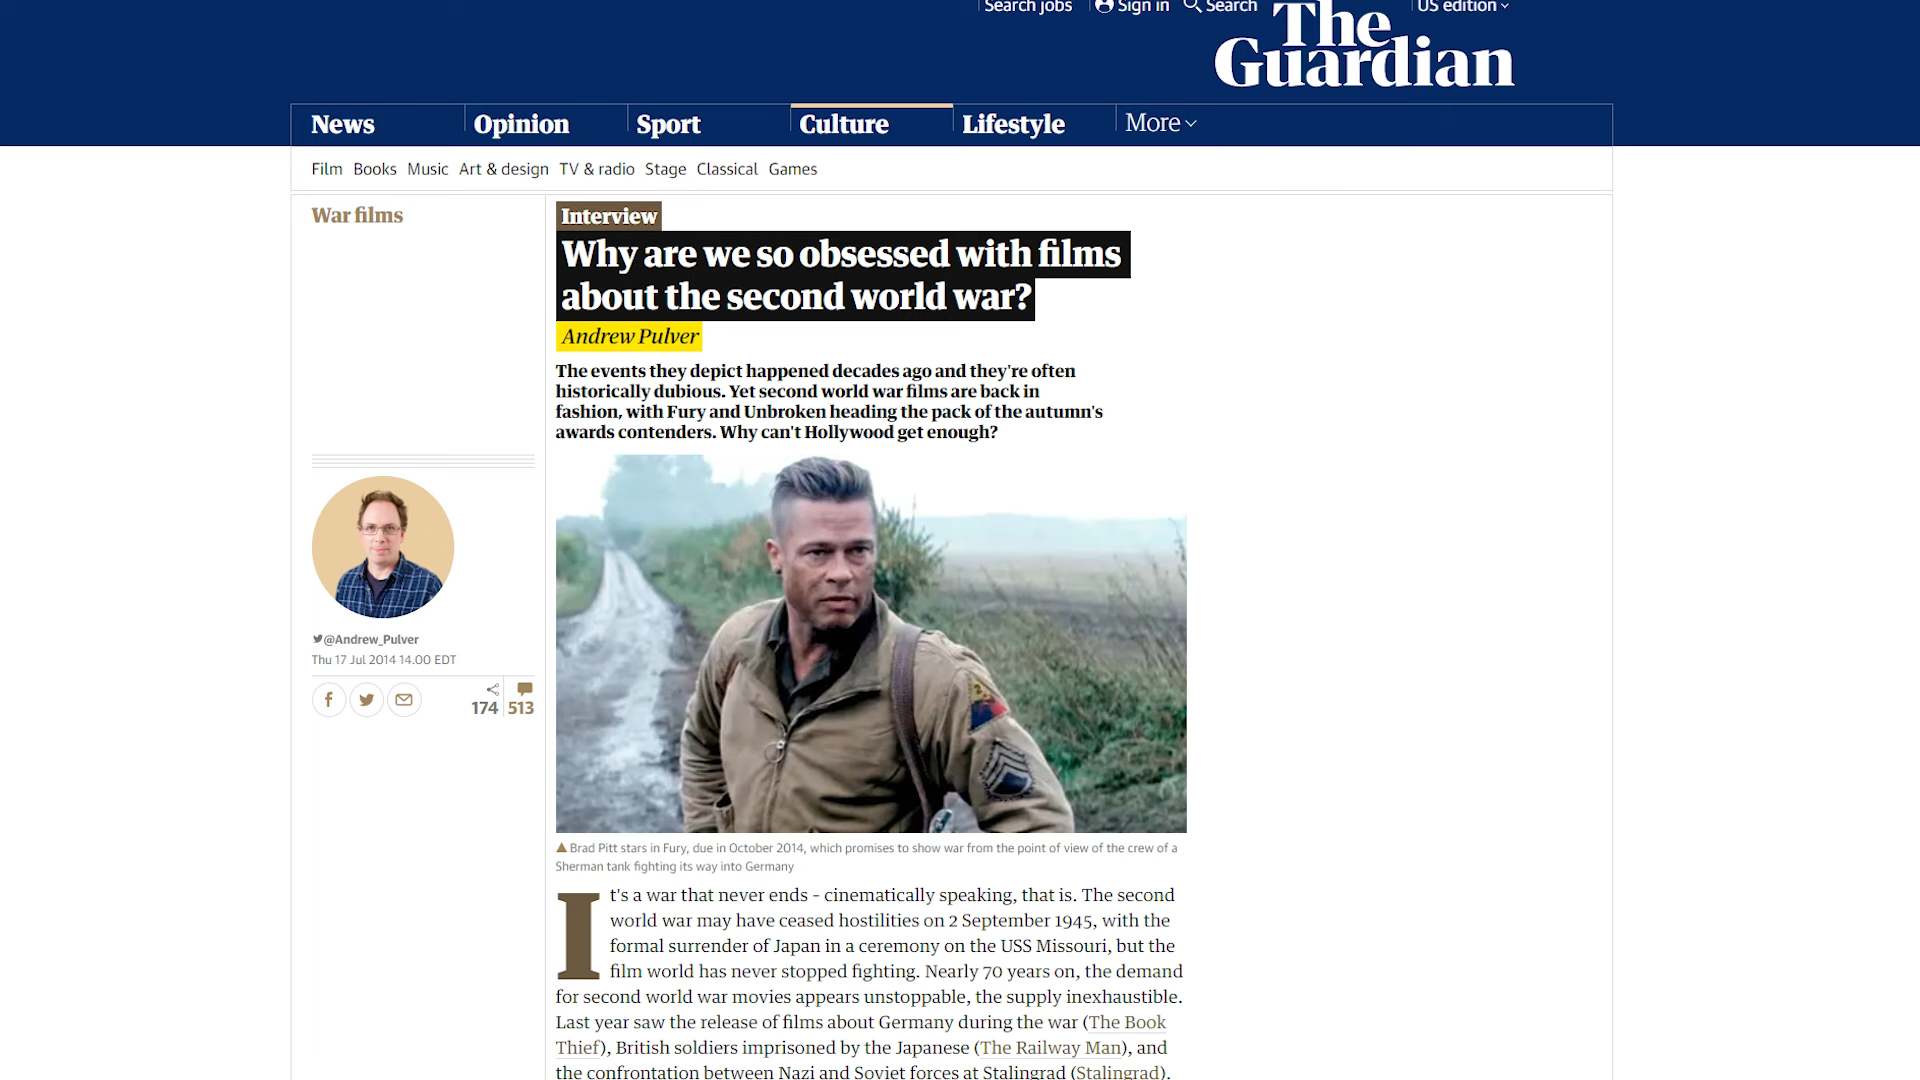 Search jobs
Sign in
Search
US edition
The
Guardian
News
Opinion
Sport
Culture
Lifestyle
More
Film
Books
Music
Art & design
TV & radio
Stage
Classical
Games
War films
Interview
Why are we so obsessed with films
about the second world war?
Andrew Pulver
The events they depict happened decades ago and they're often
historically dubious. Yet second world war films are back in
fashion, with Fury and Unbroken heading the pack of the autumn's
awards contenders. Why can't Hollywood get enough?
@Andrew_Pulver
Thu 17 Jul 2014 14.00 EDT
174
513
2
Brad Pitt stars in Fury, due in October 2014, which promises to show war from the point of view of the crew of a
Sherman tank fighting its way into Germany
It's a war that never ends – cinematically speaking, that is. The second
world war may have ceased hostilities on 2 September 1945, with the
formal surrender of Japan in a ceremony on the USS Missouri, but the
film world has never stopped fighting. Nearly 70 years on, the demand
for second world war movies appears unstoppable, the supply inexhaustible.
Last year saw the release of films about Germany during the war (The Book
Thief), British soldiers imprisoned by the Japanese (The Railway Man), and
the confrontation between Nazi and Soviet forces at Stalingrad (Stalingrad).